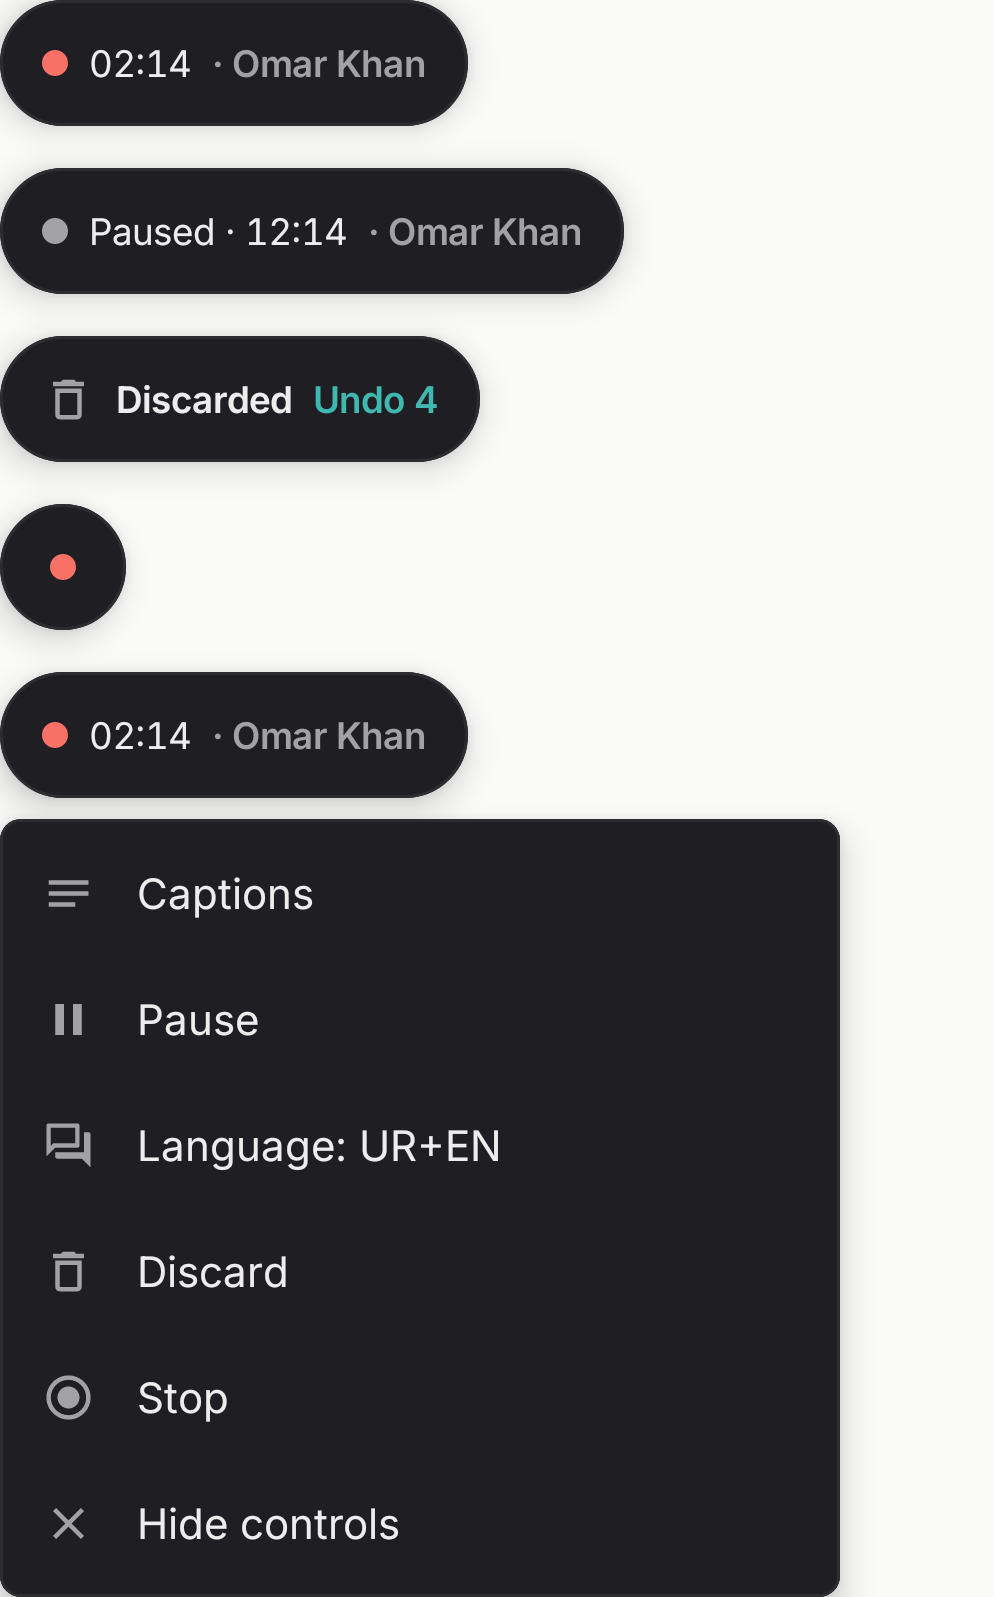 02:14 · Omar Khan
Paused · 12:14 · Omar Khan
Discarded Undo 4
02:14 · Omar Khan
Captions
Pause
Language: UR+EN
Discard
Stop
Hide controls